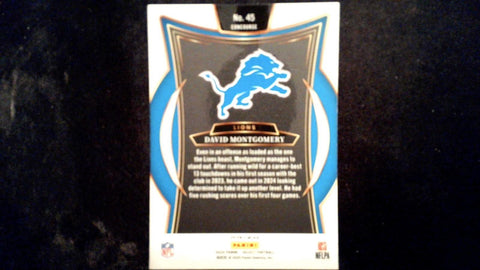 No. 45
CONCOURSE
LIONS
DAVID MONTGOMERY
Even in an offense as loaded as the one
the Lions boast, Montgomery manages to
stand out. After running wild for a career-best
13 touchdowns in his first season with the
club in 2023, he came out in 2024 looking
determined to take it up another level. He had
five rushing scores over his first four games.
PANINI
NFL
NFLPA